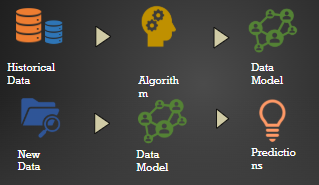 Historical
Data
Algorith
m
Data
Model
New
Data
Data
Model
Predictio
ns